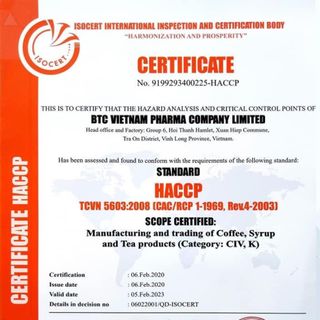 ISOCERT INTERNATIONAL INSPECTION AND CERTIFICATION BODY
"HARMONIZATION AND PROSPERITY"
ISOCERT
CERTIFICATE
No. 9199293400225-HACCP
THIS IS TO CERTIFY THAT THE HAZARD ANALYSIS AND CRITICAL CONTROL POINTS OF
BTC VIETNAM PHARMA COMPANY LIMITED
Head office and Factory: Group 6, Hoi Thanh Hamlet, Xuan Hiep Commune,
Tra On District, Vinh Long Province, Vietnam.
Has been assessed and found to conform with the requirements of the following standard:
STANDARD
HACCP
TCVN 5603:2008 (CAC/RCP 1-1969, Rev.4-2003)
SCOPE CERTIFIED:
Manufacturing and trading of Coffee, Syrup
and Tea products (Category: CIV, K)
Certification : 06.Feb.2020
Issue date : 06.Feb.2020
Valid date : 05.Feb.2023
Details in decision no : 06022001/QD-ISOCERT
CERTIFICATE HACCP